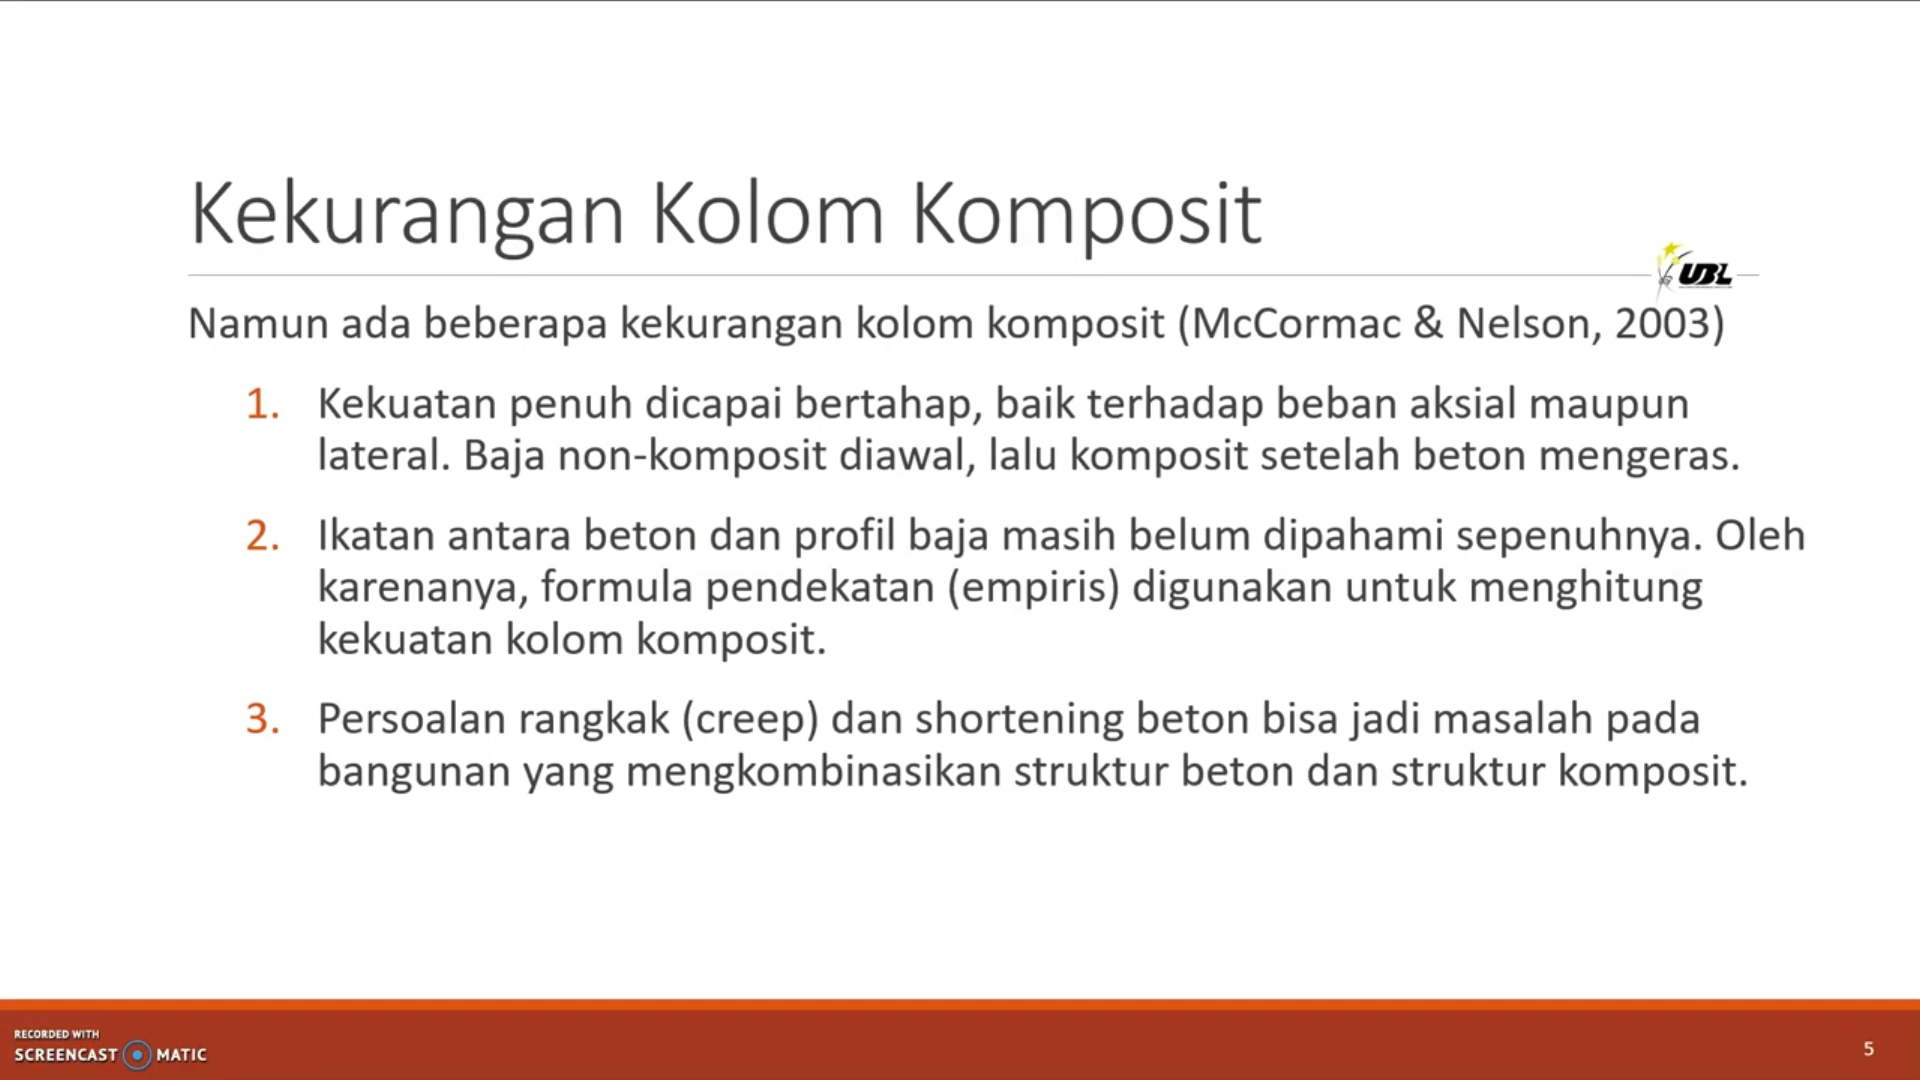 Kekurangan Kolom Komposit
UBL
Namun ada beberapa kekurangan kolom komposit (McCormac & Nelson, 2003)
1. Kekuatan penuh dicapai bertahap, baik terhadap beban aksial maupun
lateral. Baja non-komposit diawal, lalu komposit setelah beton mengeras.
2. Ikatan antara beton dan profil baja masih belum dipahami sepenuhnya. Oleh
karenanya, formula pendekatan (empiris) digunakan untuk menghitung
kekuatan kolom komposit.
3. Persoalan rangkak (creep) dan shortening beton bisa jadi masalah pada
bangunan yang mengkombinasikan struktur beton dan struktur komposit.
RECORDED WITH
SCREENCAST MATIC
5